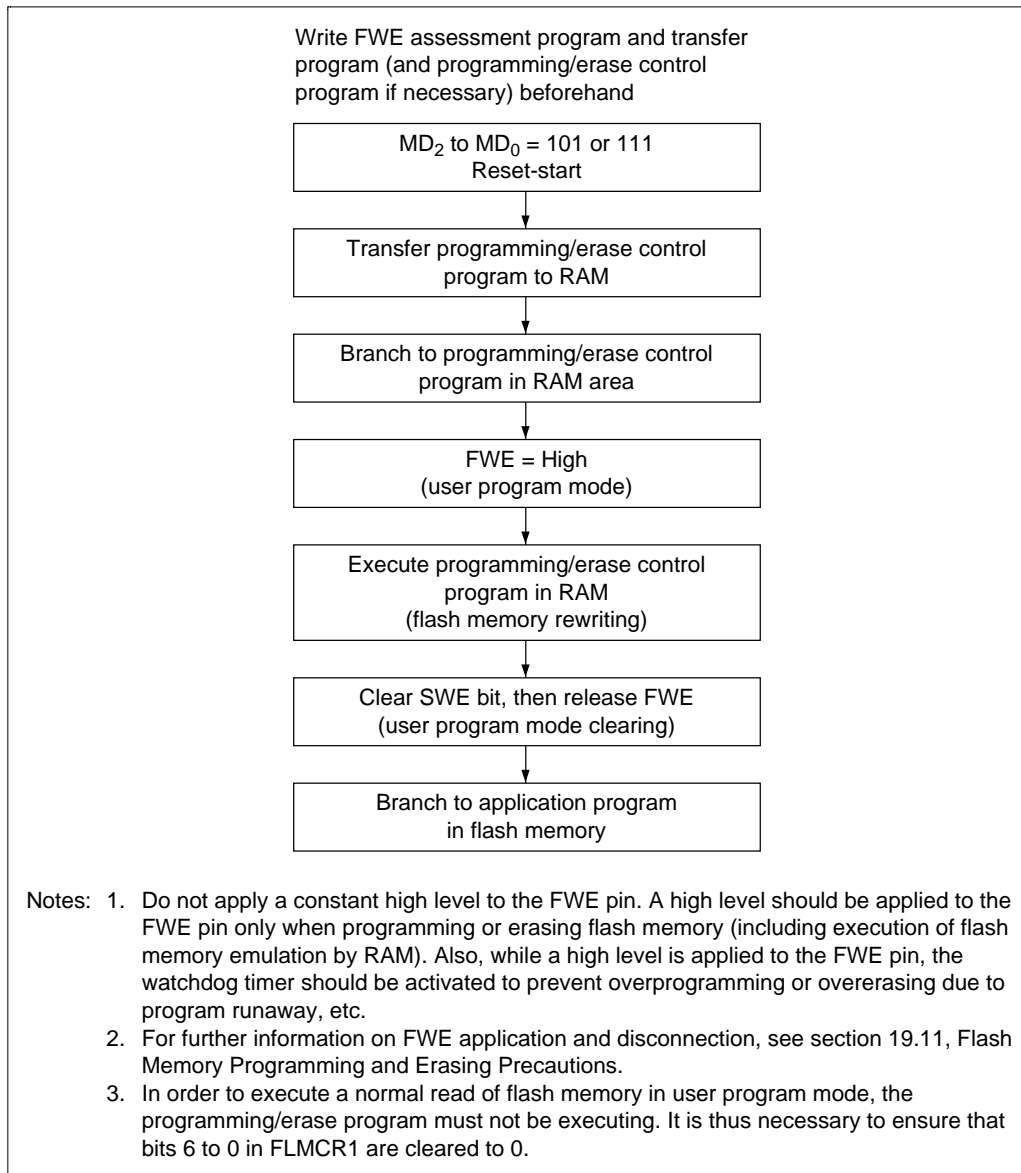 Write FWE assessment program and transfer
program (and programming/erase control
program if necessary) beforehand
MD2 to MD0 = 101 or 111
Reset-start
Transfer programming/erase control
program to RAM
Branch to programming/erase control
program in RAM area
FWE = High
(user program mode)
Execute programming/erase control
program in RAM
(flash memory rewriting)
Clear SWE bit, then release FWE
(user program mode clearing)
Branch to application program
in flash memory
Notes: 1. Do not apply a constant high level to the FWE pin. A high level should be applied to the
FWE pin only when programming or erasing flash memory (including execution of flash
memory emulation by RAM). Also, while a high level is applied to the FWE pin, the
watchdog timer should be activated to prevent overprogramming or overerasing due to
program runaway, etc.
2. For further information on FWE application and disconnection, see section 19.11, Flash
Memory Programming and Erasing Precautions.
3. In order to execute a normal read of flash memory in user program mode, the
programming/erase program must not be executing. It is thus necessary to ensure that
bits 6 to 0 in FLMCR1 are cleared to 0.